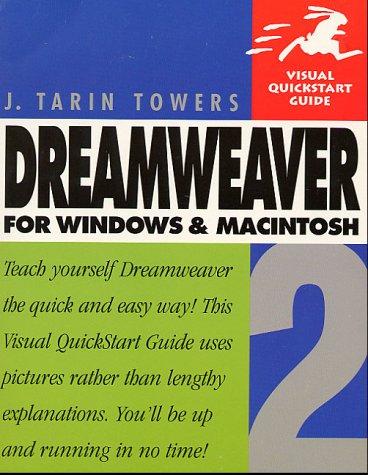 VISUAL
QUICKSTART
GUIDE
J. TARIN TOWERS
DREAMWEAVER
FOR WINDOWS & MACINTOSH
2
Teach yourself Dreamweaver
the quick and easy way! This
Visual QuickStart Guide uses
pictures rather than lengthy
explanations. You'll be up
and running in no time!